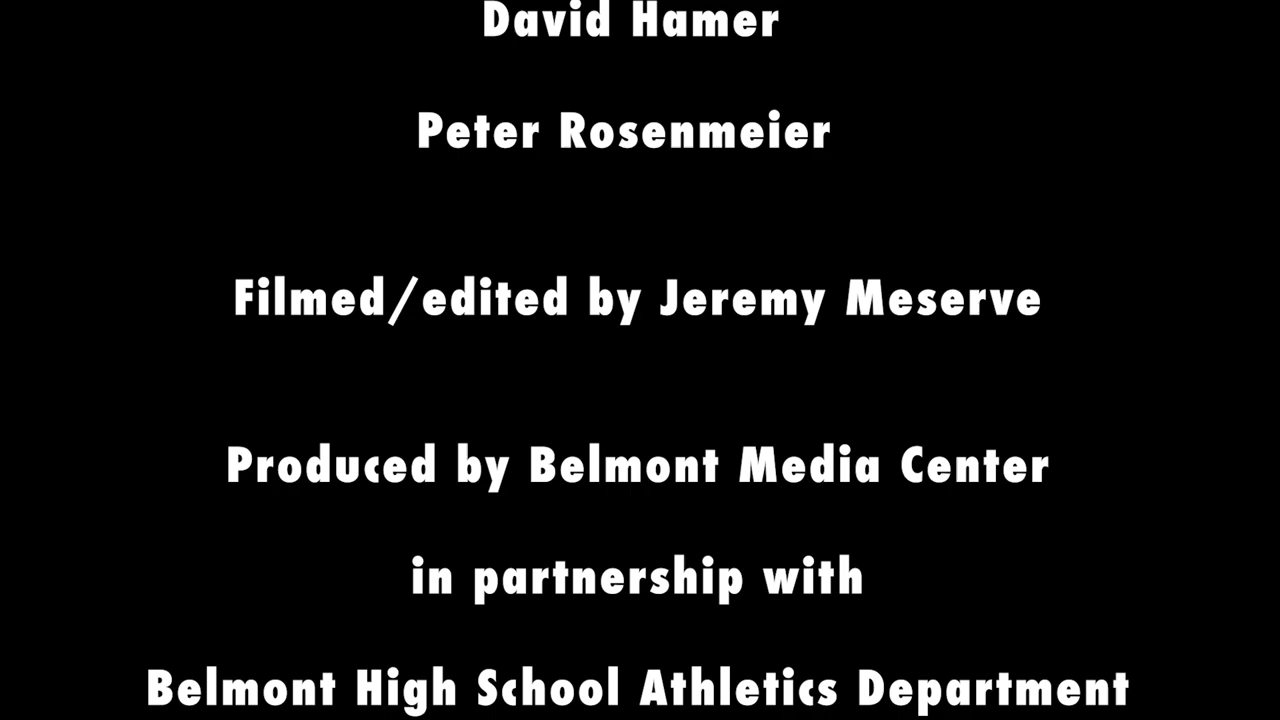 David Hamer
Peter Rosenmeier
Filmed/edited by Jeremy Meserve
Produced by Belmont Media Center
in partnership with
Belmont High School Athletics Department